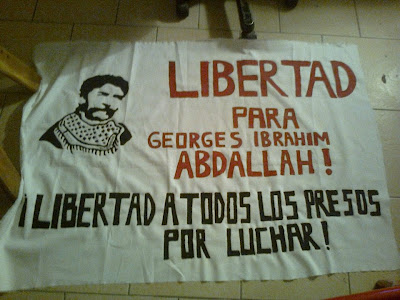 LIBERTAD
PARA
GEORGES IBRAHIM
ABDALLAH!
¡LIBERTAD A TODOS LOS PRESOS
POR LUCHAR!